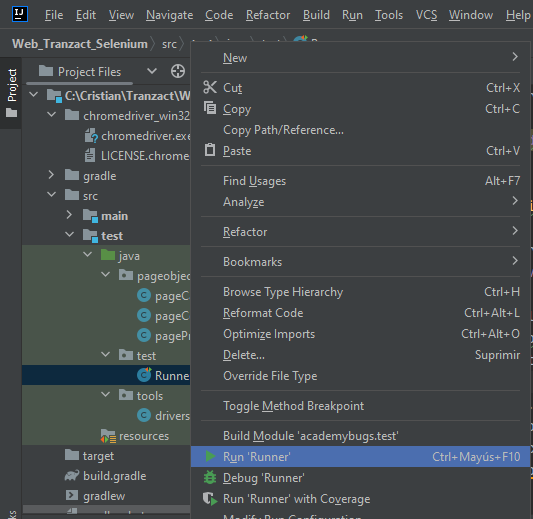 IJ File Edit View Navigate Code Refactor Build Run Tools VCS Window Help
Web_Tranzact_Selenium src
Project
Project Files
C:\Cristian\Tranzact\W
chromedriver_win32
chromedriver.exe
LICENSE.chrome
gradle
src
main
test
java
pageobjec
pageC
pageC
pagePr
test
Runne
tools
drivers
resources
target
build.gradle
gradlew
New
Cut Ctrl+X
Copy Ctrl+C
Copy Path/Reference...
Paste Ctrl+V
Find Usages Alt+F7
Analyze
Refactor
Bookmarks
Browse Type Hierarchy Ctrl+H
Reformat Code Ctrl+Alt+L
Optimize Imports Ctrl+Alt+O
Delete... Suprimir
Override File Type
Toggle Method Breakpoint
Build Module 'academybugs.test'
Run 'Runner' Ctrl+Mayús+F10
Debug 'Runner'
Run 'Runner' with Coverage
Modify Run Configuration